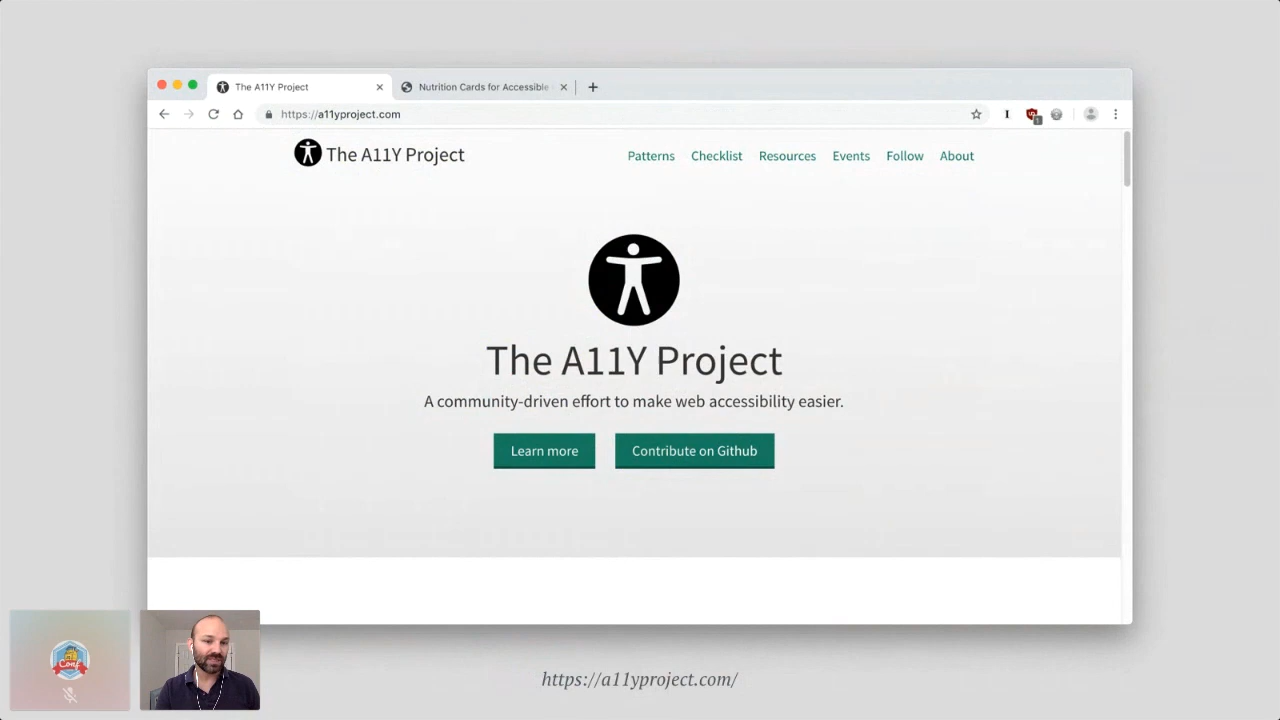 The A11Y Project
Nutrition Cards for Accessible
https://a11yproject.com
1
The A11Y Project
Patterns Checklist Resources Events Follow About
The A11Y Project
A community-driven effort to make web accessibility easier.
Learn more Contribute on Github
Conf
https://a11yproject.com/